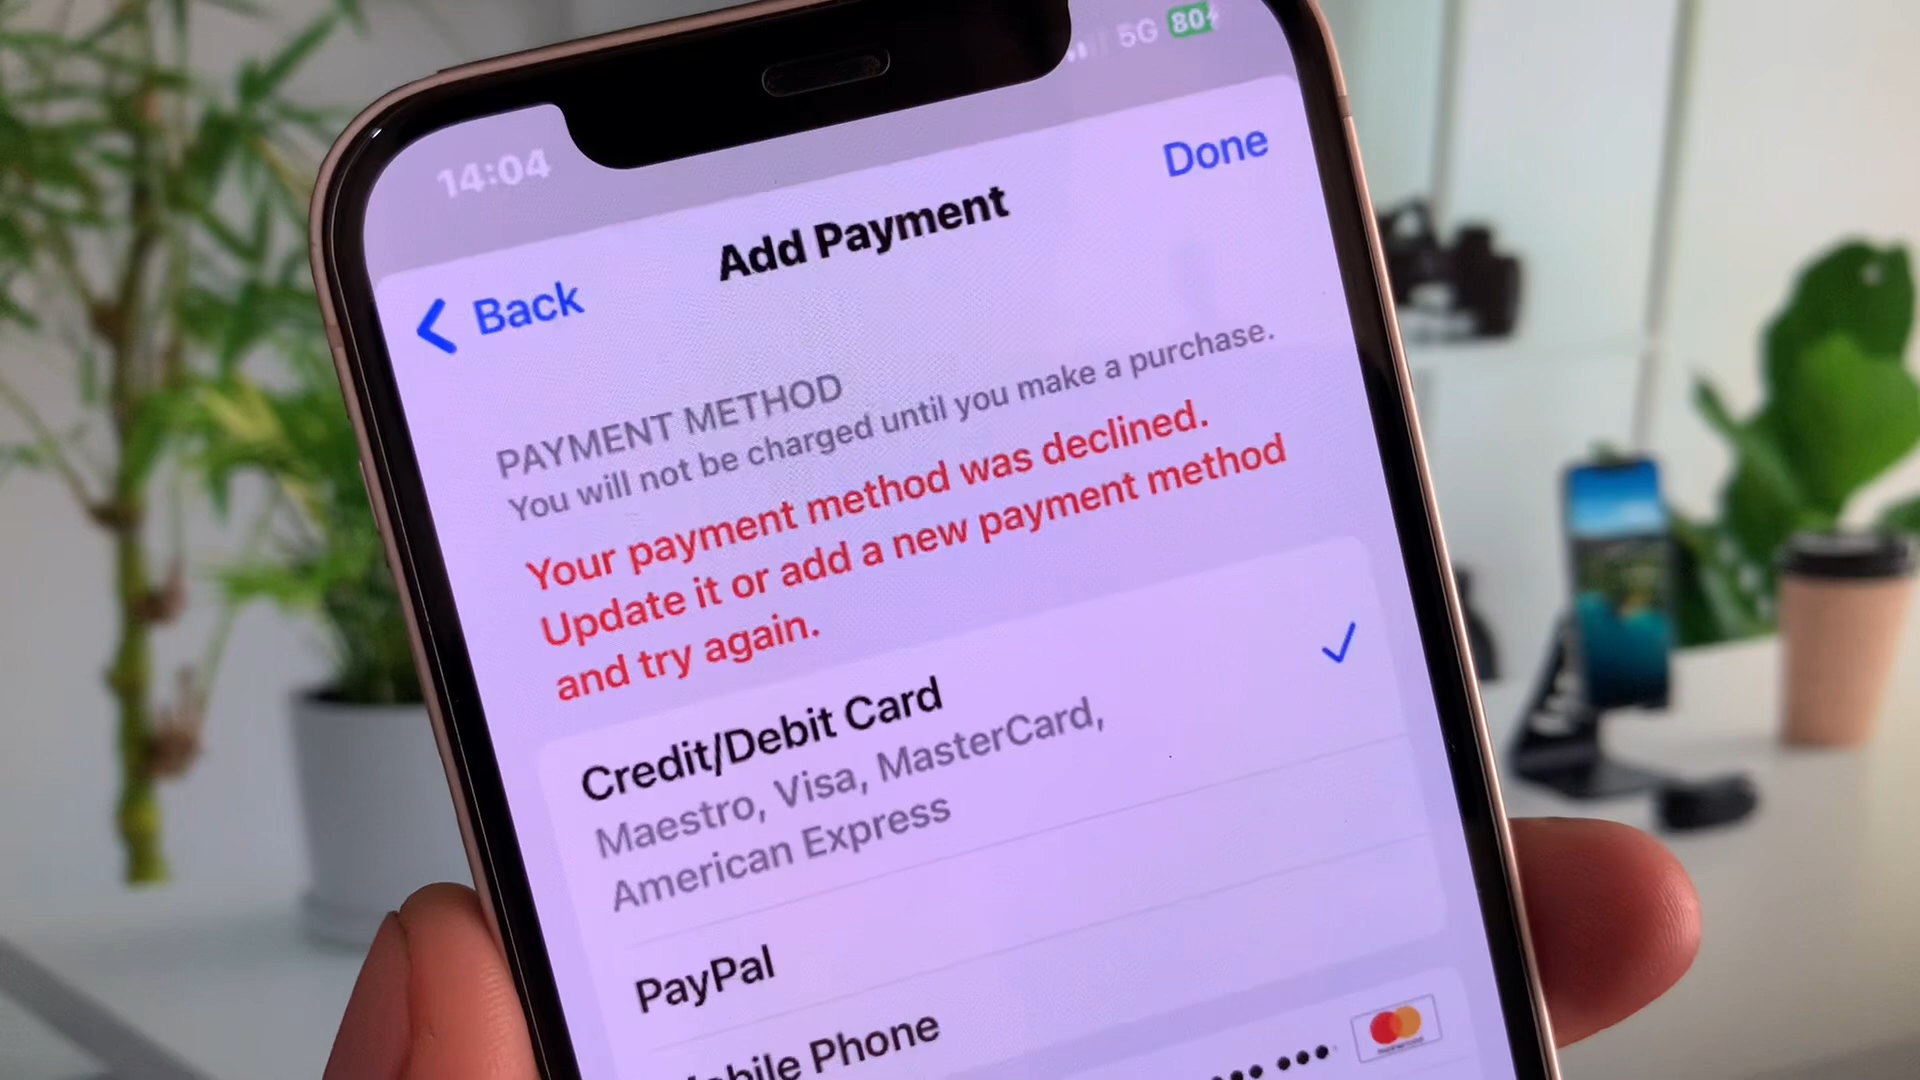 14:04
5G 80
Done
Add Payment
Back
PAYMENT METHOD
You will not be charged until you make a purchase.
Your payment method was declined.
Update it or add a new payment method
and try again.
Credit/Debit Card
Maestro, Visa, MasterCard,
American Express
PayPal
Mobile Phone